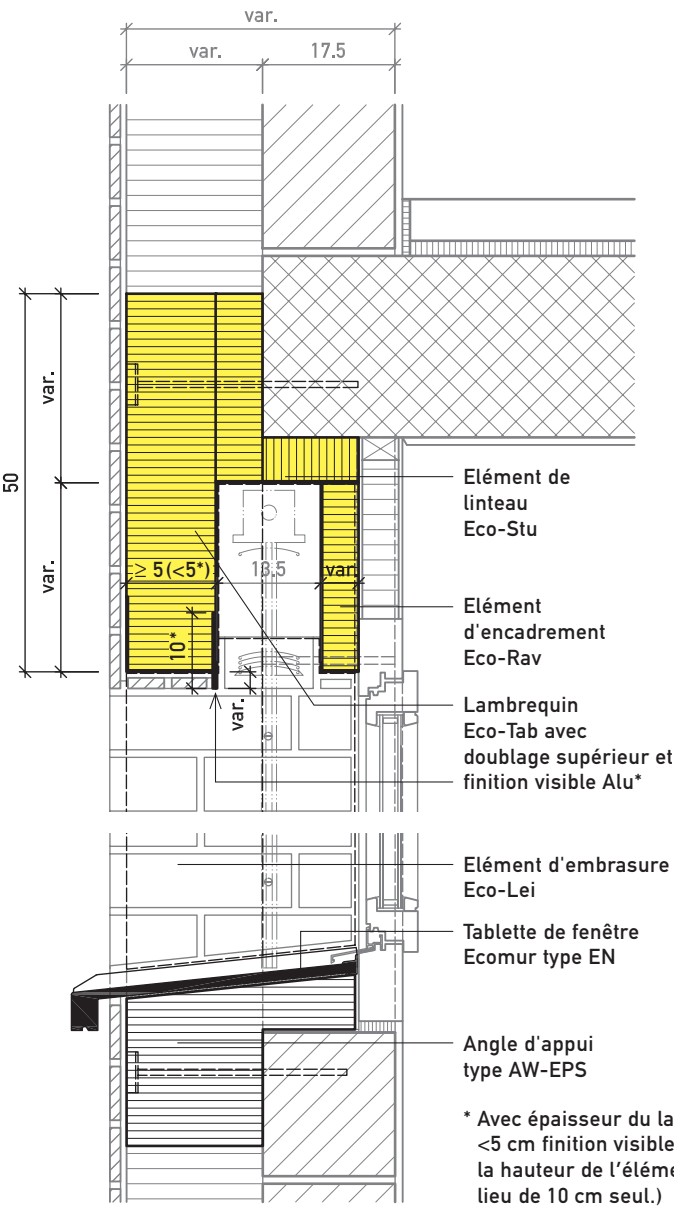 var.
var.
17.5
50
var.
var.
≥ 5 (<5*)
13.5
var.
10*
var.
Elément de
linteau
Eco-Stu
Elément
d'encadrement
Eco-Rav
Lambrequin
Eco-Tab avec
doublage supérieur et
finition visible Alu*
Elément d'embrasure
Eco-Lei
Tablette de fenêtre
Ecomur type EN
Angle d'appui
type AW-EPS
* Avec épaisseur du la
<5 cm finition visible
la hauteur de l'éléme
lieu de 10 cm seul.)